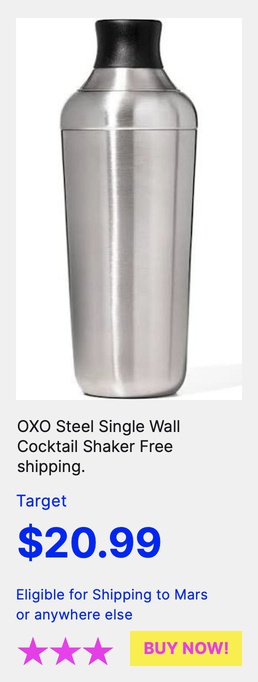 OXO Steel Single Wall
Cocktail Shaker Free
shipping.
Target
$20.99
Eligible for Shipping to Mars
or anywhere else
BUY NOW!